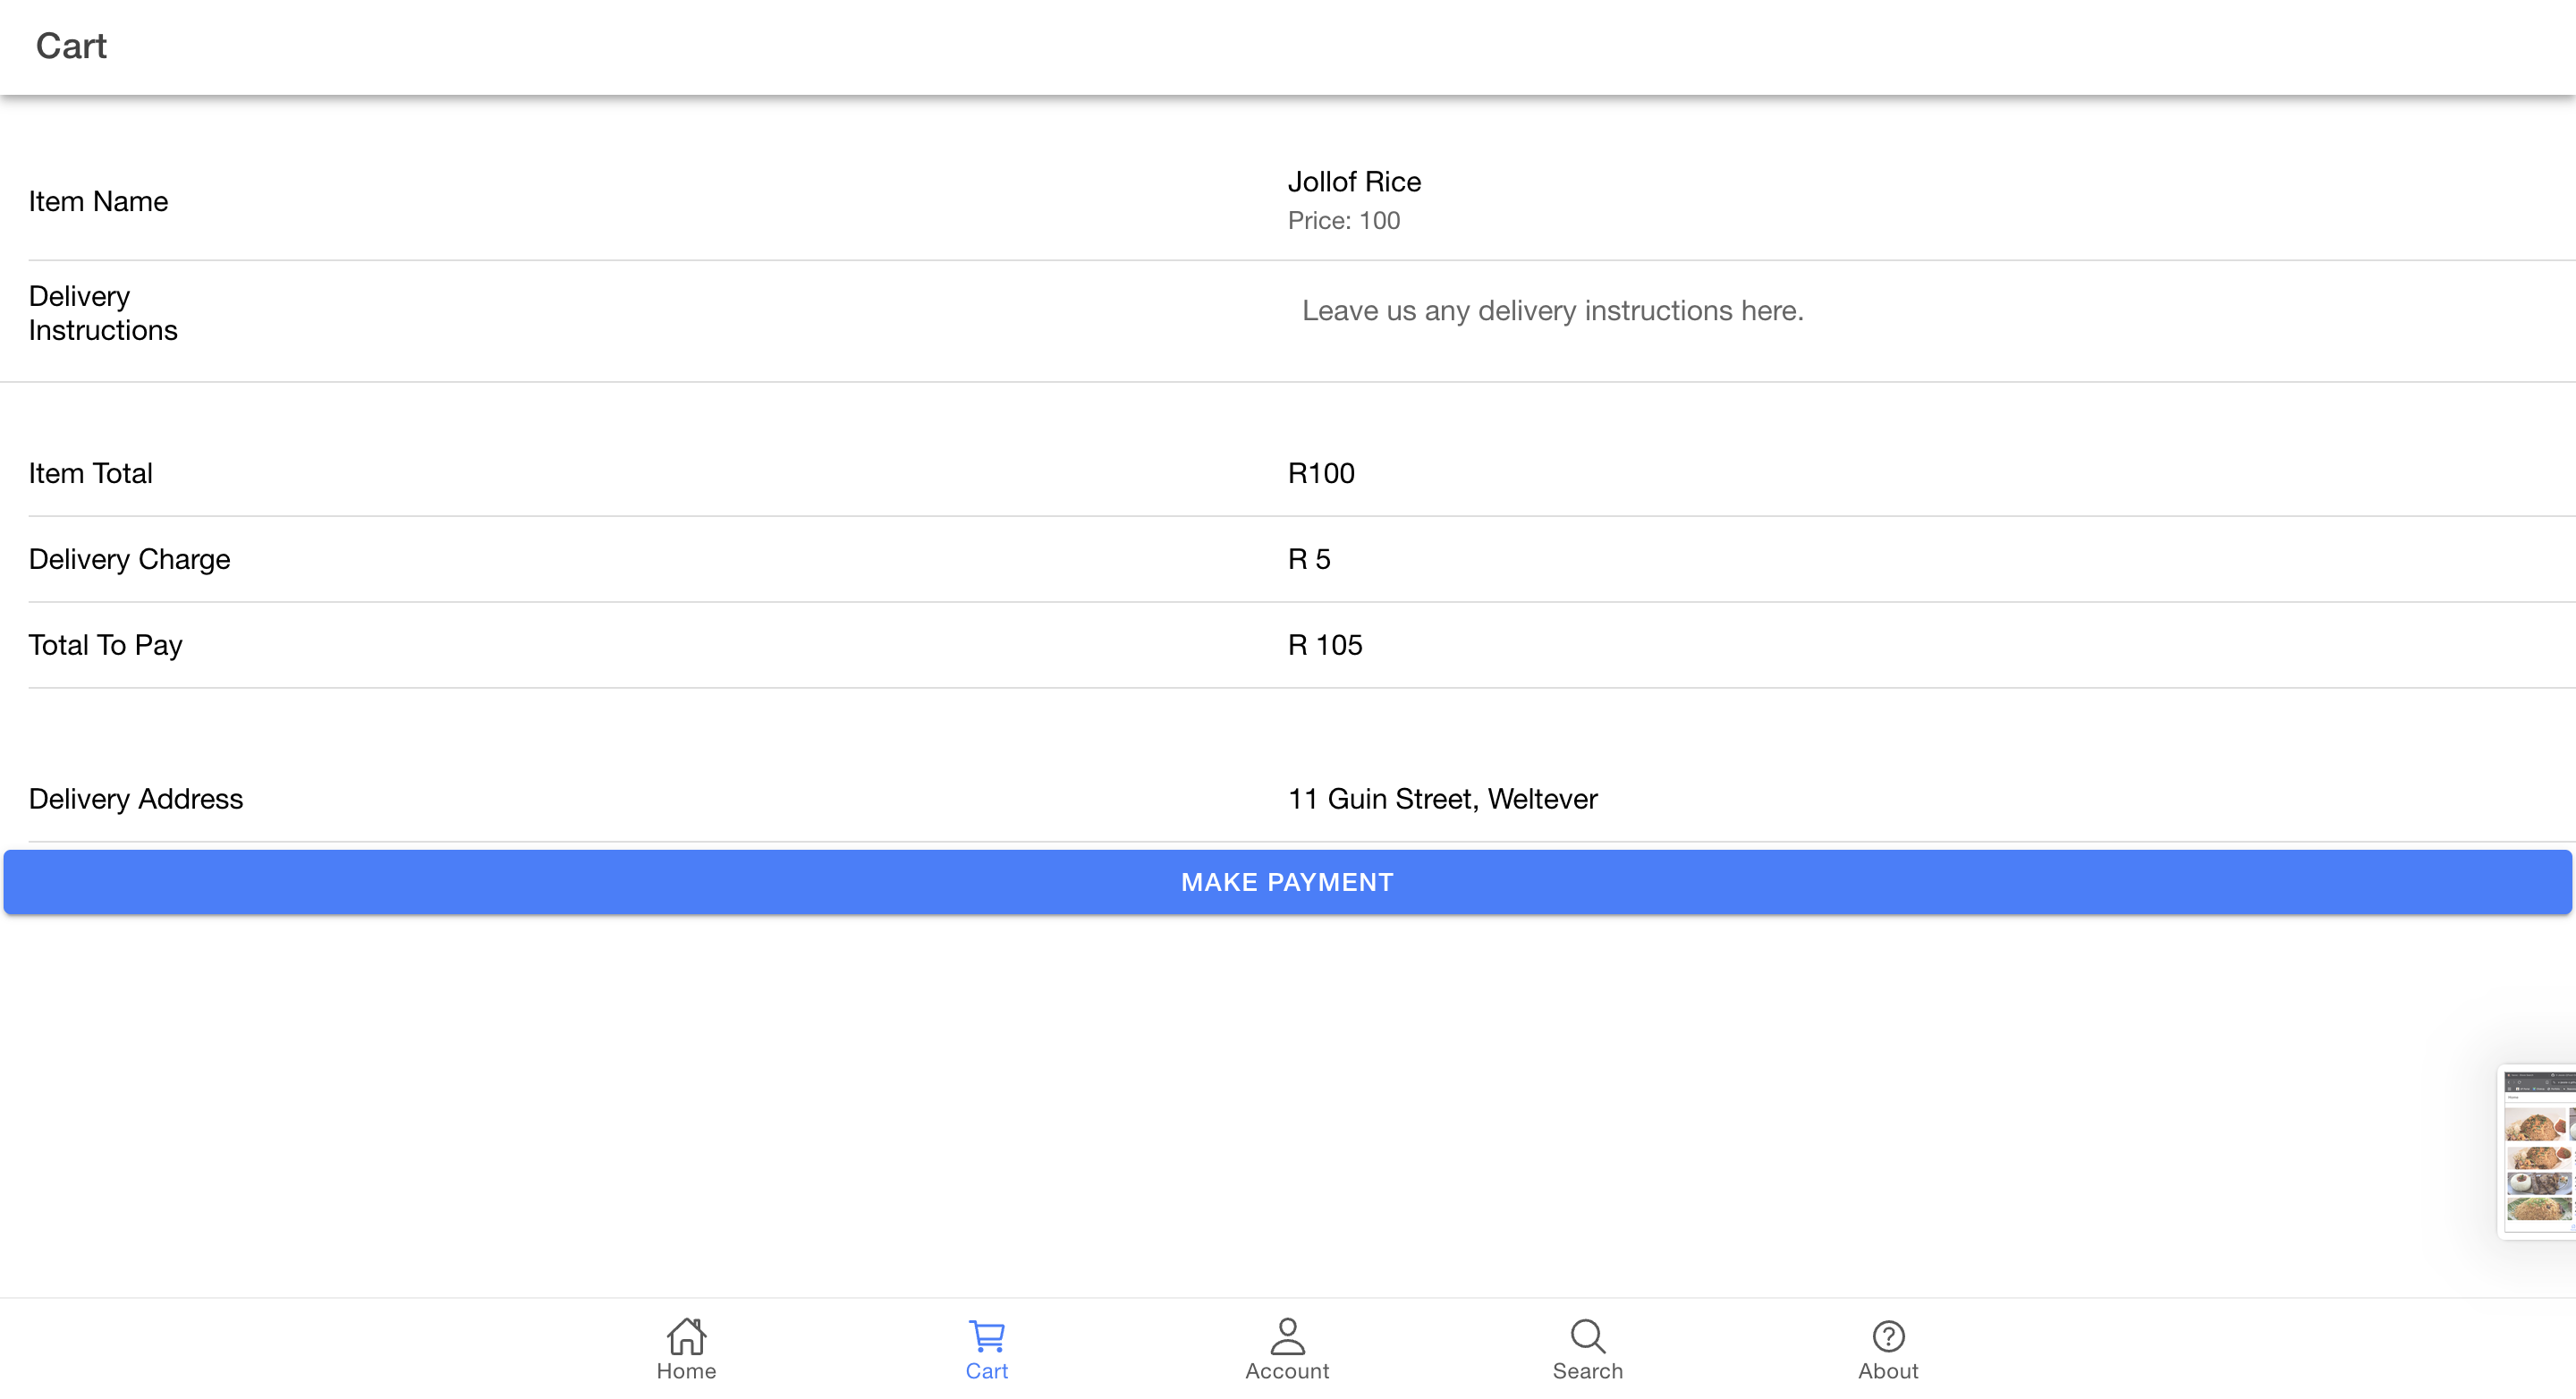 Cart
Item Name
Jollof Rice
Price: 100
Delivery
Instructions
Leave us any delivery instructions here.
Item Total
R100
Delivery Charge
R 5
Total To Pay
R 105
Delivery Address
11 Guin Street, Weltever
MAKE PAYMENT
Home
Cart
Account
Search
About